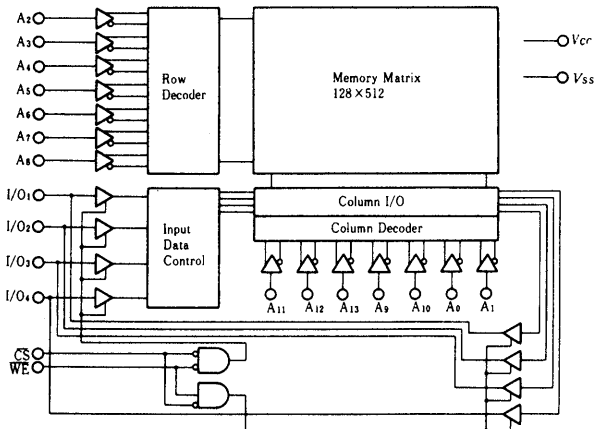 A2
A3
A4
A5
A6
A7
A8
Row
Decoder
Memory Matrix
128×512
Vcc
Vss
I/O1
I/O2
I/O3
I/O4
Input
Data
Control
Column I/O
Column Decoder
A11
A12
A13
A9
A10
A0
A1
CS
WE